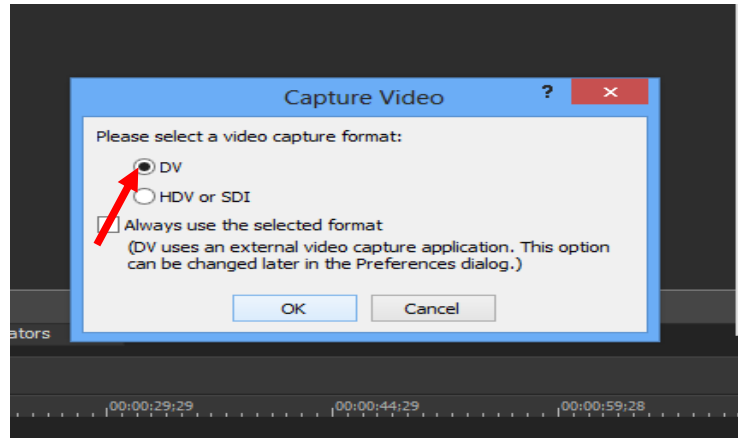 Capture Video ?
Please select a video capture format:
DV
HDV or SDI
Always use the selected format
(DV uses an external video capture application. This option
can be changed later in the Preferences dialog.)
OK Cancel
ators
00:00:29;29 00:00:44;29 00:00:59;28